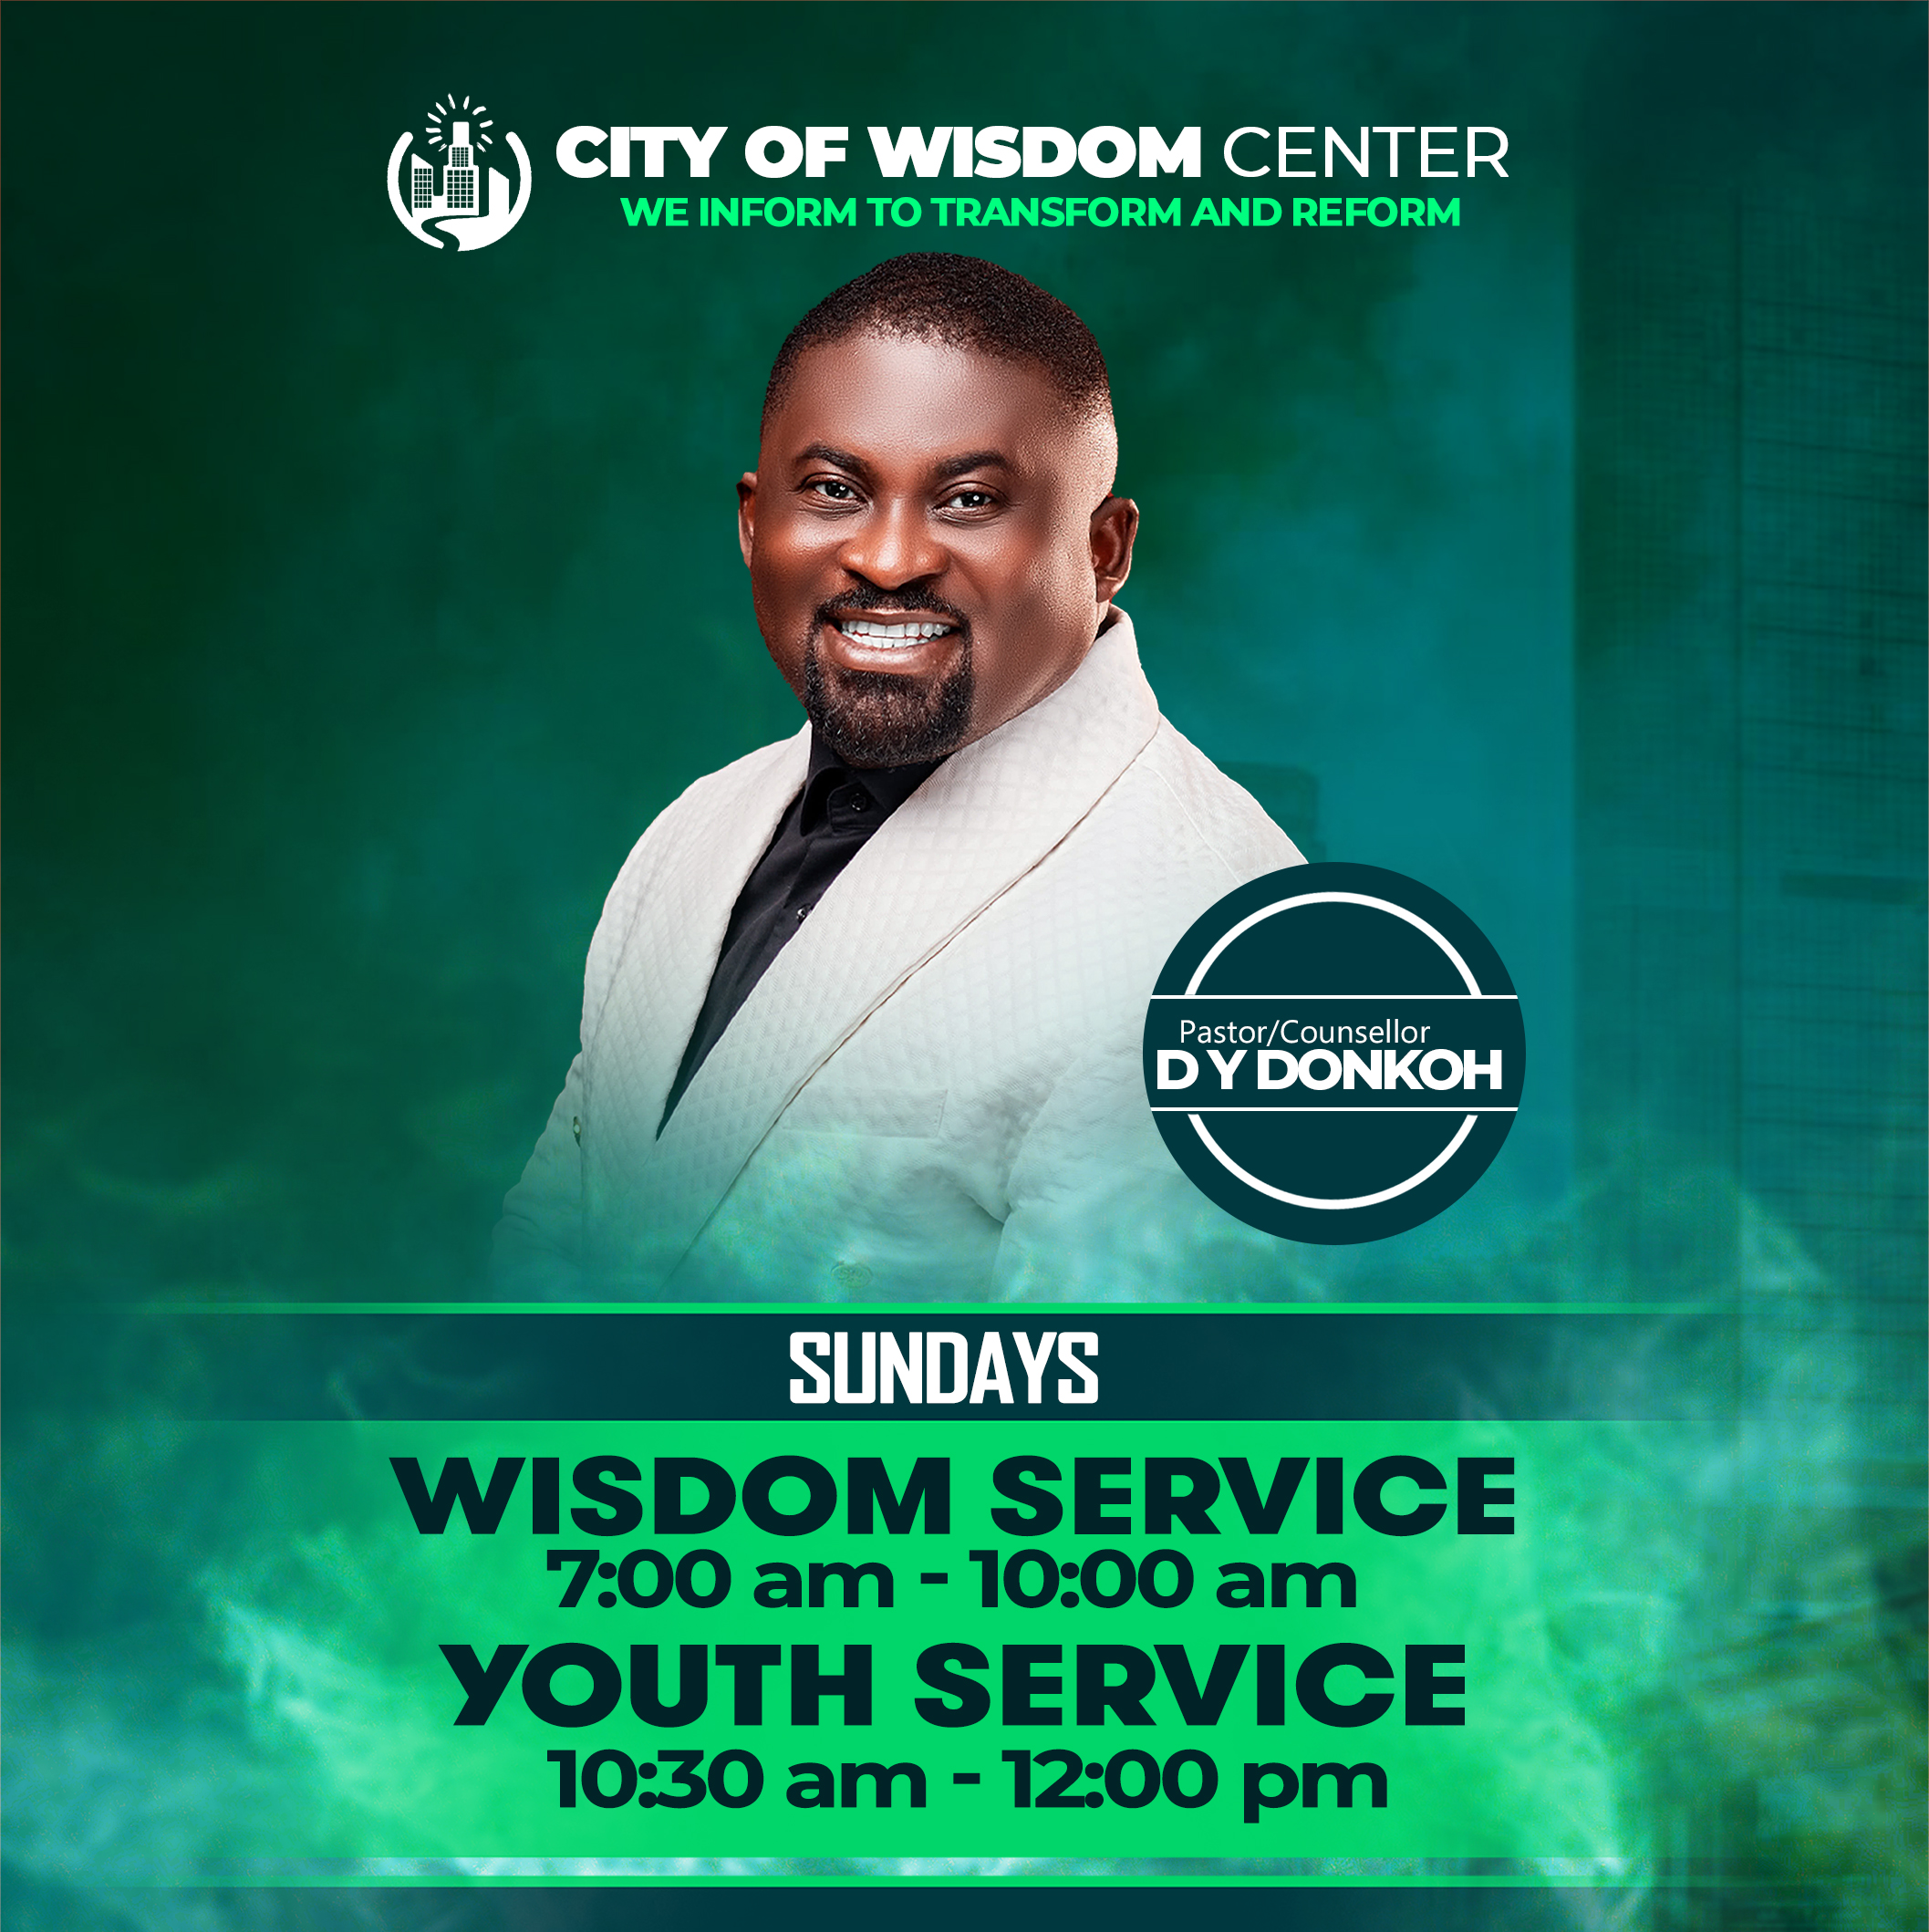 CITY OF WISDOM CENTER
WE INFORM TO TRANSFORM AND REFORM
Pastor/Counsellor
D Y DONKOH
SUNDAYS
WISDOM SERVICE
7:00 am - 10:00 am
YOUTH SERVICE
10:30 am - 12:00 pm